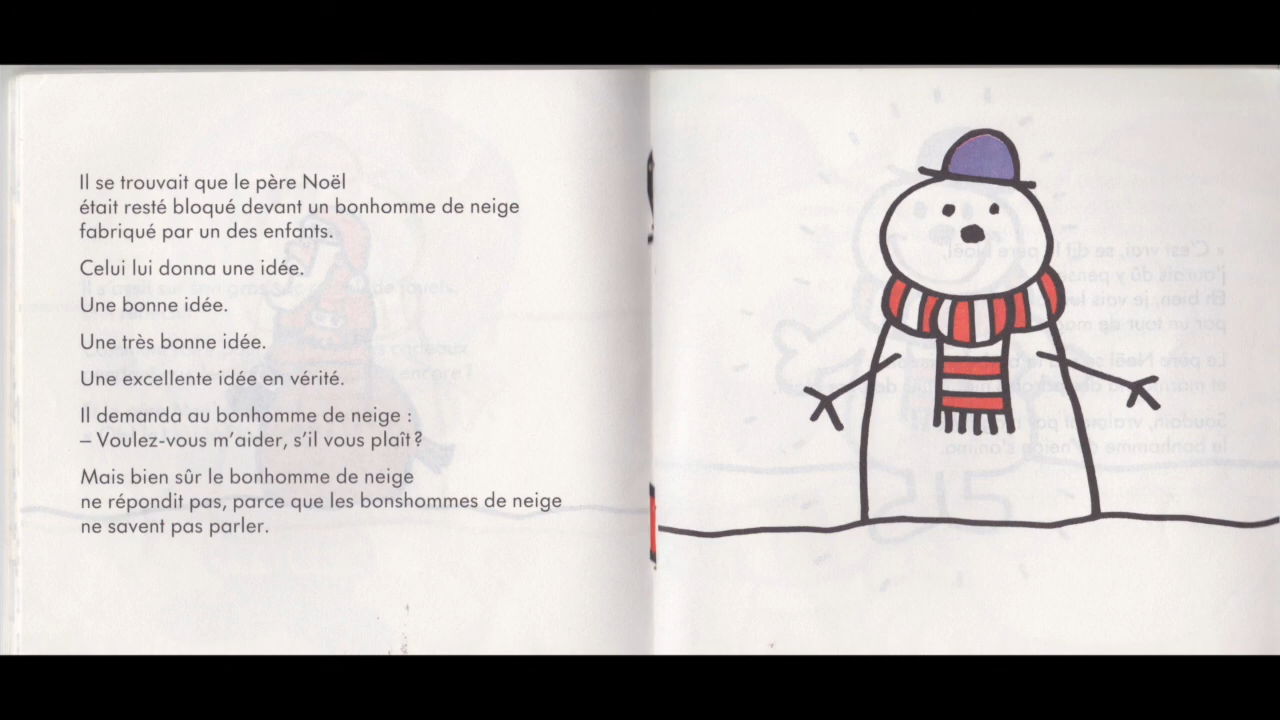 Il se trouvait que le père Noël
était resté bloqué devant un bonhomme de neige
fabriqué par un des enfants.
Celui lui donna une idée.
Une bonne idée.
Une très bonne idée.
Une excellente idée en vérité.
Il demanda au bonhomme de neige :
– Voulez-vous m'aider, s'il vous plaît ?
Mais bien sûr le bonhomme de neige
ne répondit pas, parce que les bonshommes de neige
ne savent pas parler.